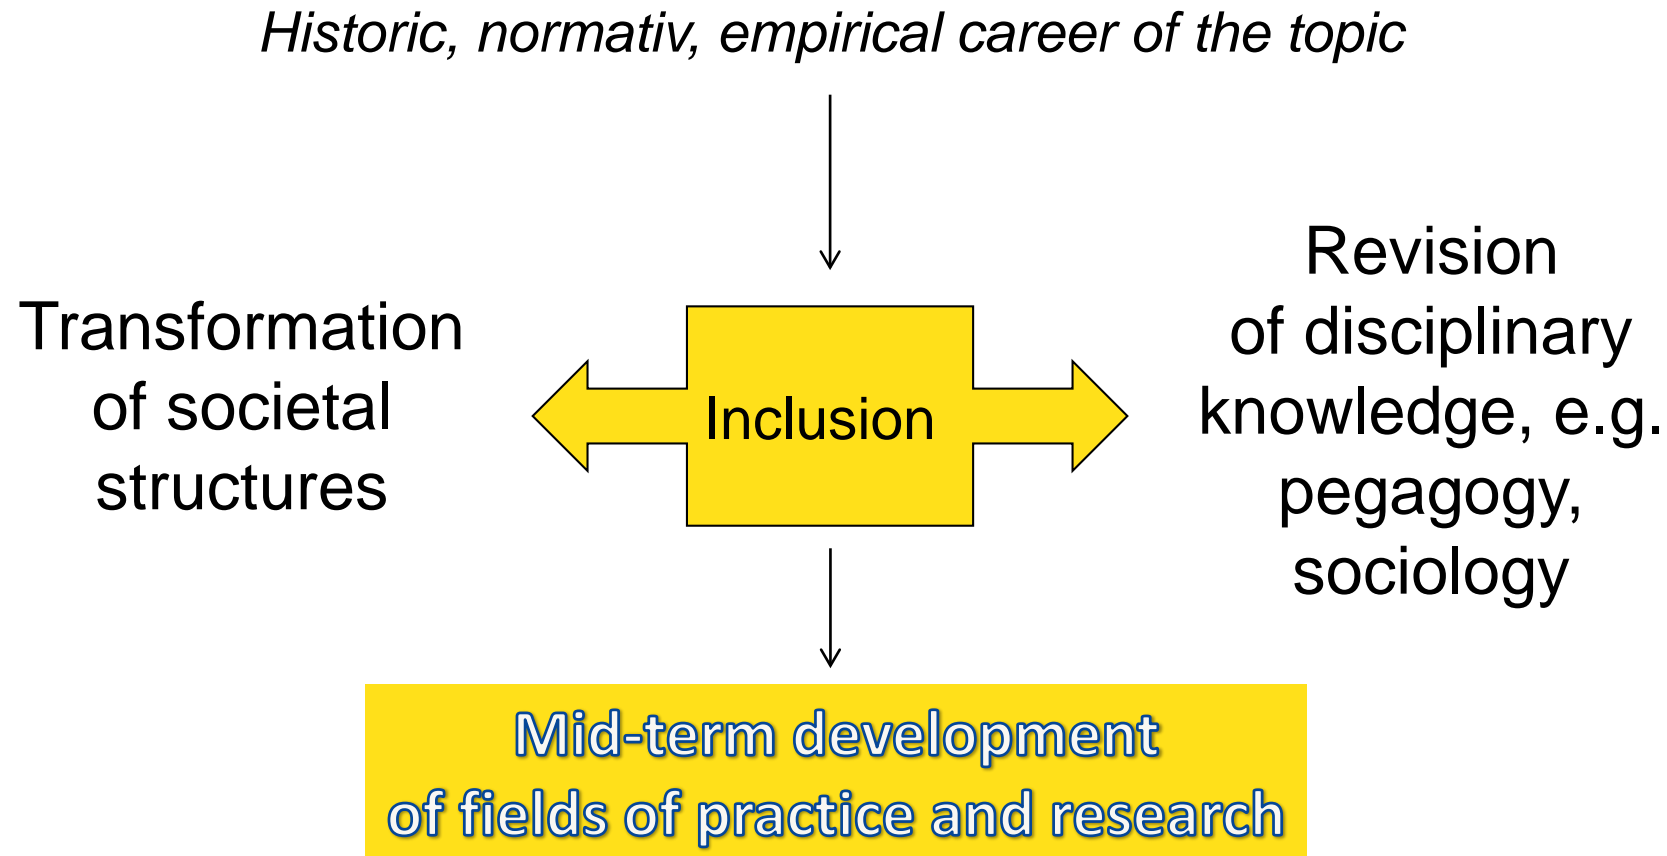 Historic, normativ, empirical career of the topic
Transformation
of societal
structures
Inclusion
Revision
of disciplinary
knowledge, e.g.
pegagogy,
sociology
Mid-term development
of fields of practice and research